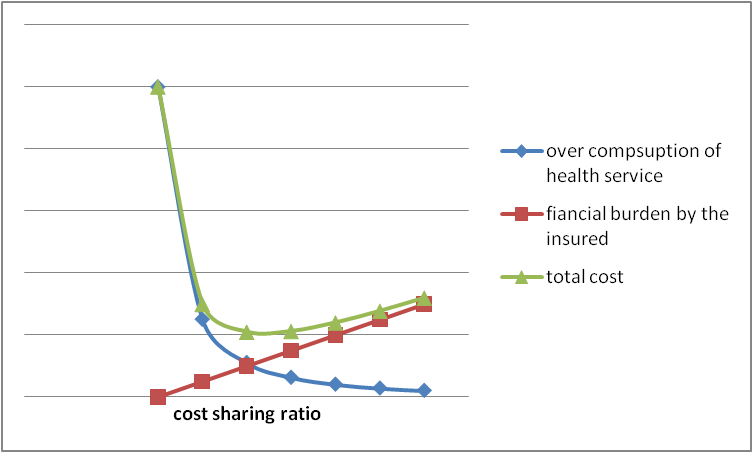 over compsuption of
health service
fiancial burden by the
insured
total cost
cost sharing ratio